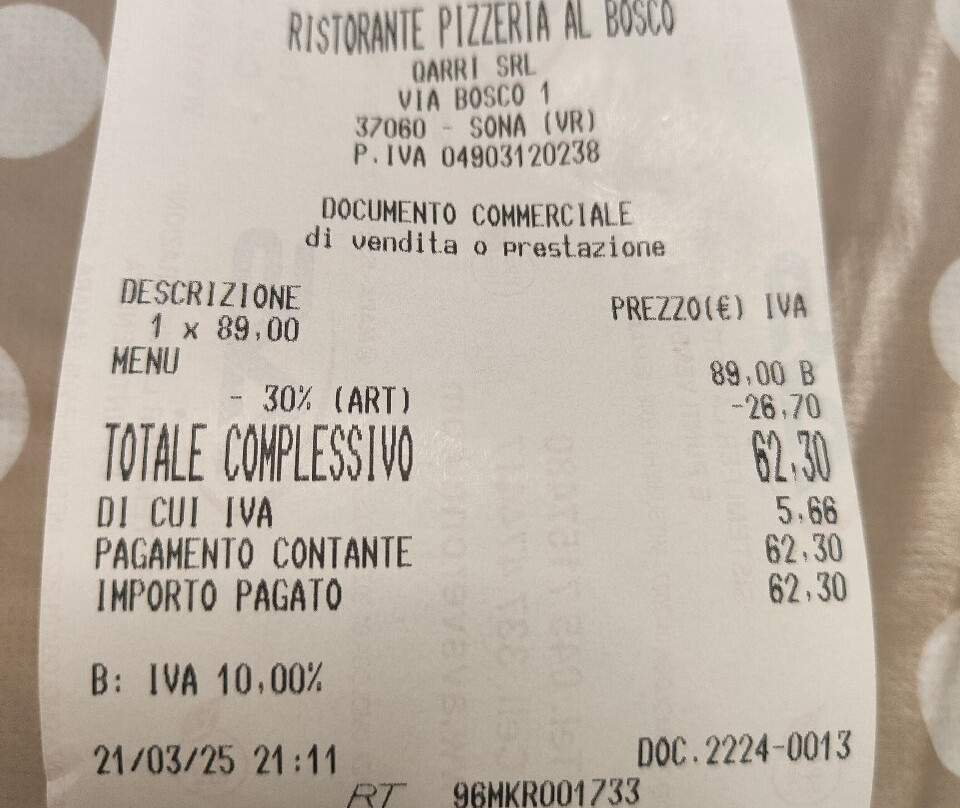 RISTORANTE PIZZERIA AL BOSCO
QARRI SRL
VIA BOSCO 1
37060 - SONA (VR)
P.IVA 04903120238
DOCUMENTO COMMERCIALE
di vendita o prestazione
DESCRIZIONE PREZZO(€) IVA
1 x 89,00
MENU 89,00 B
- 30% (ART) -26,70
TOTALE COMPLESSIVO 62,30
DI CUI IVA 5,66
PAGAMENTO CONTANTE 62,30
IMPORTO PAGATO 62,30
B: IVA 10,00%
21/03/25 21:11 DOC.2224-0013
RT 96MKR001733